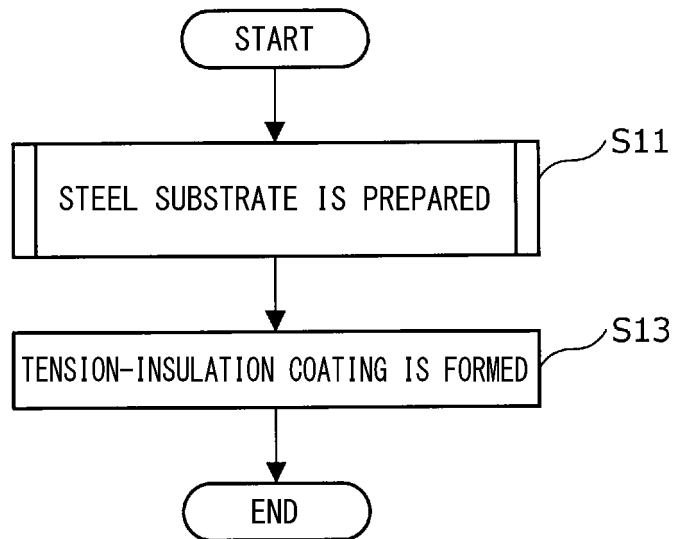 START
S11
STEEL SUBSTRATE IS PREPARED
S13
TENSION-INSULATION COATING IS FORMED
END